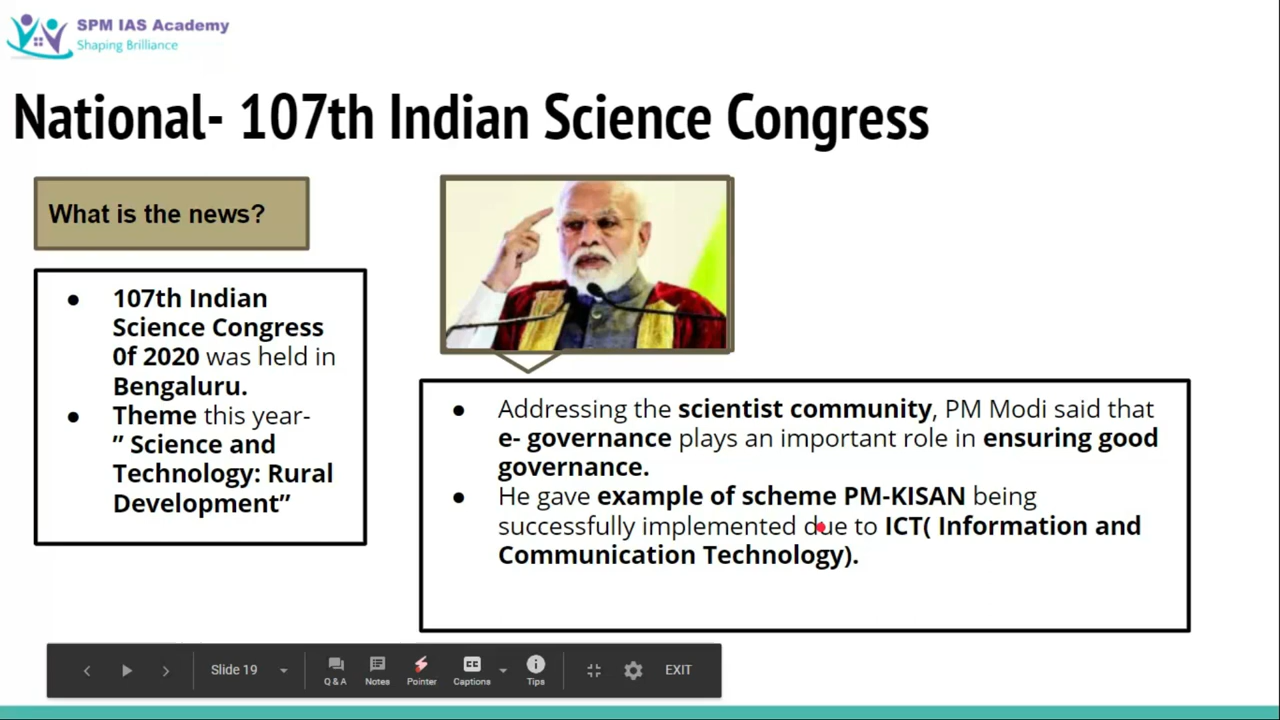 SPM IAS Academy
Shaping Brilliance
National- 107th Indian Science Congress
What is the news?
● 107th Indian
Science Congress
0f 2020 was held in
Bengaluru.
● Theme this year-
” Science and
Technology: Rural
Development”
● Addressing the scientist community, PM Modi said that
e- governance plays an important role in ensuring good
governance.
● He gave example of scheme PM-KISAN being
successfully implemented due to ICT( Information and
Communication Technology).
Slide 19
Q & A
Notes
Pointer
CC
Captions
Tips
EXIT